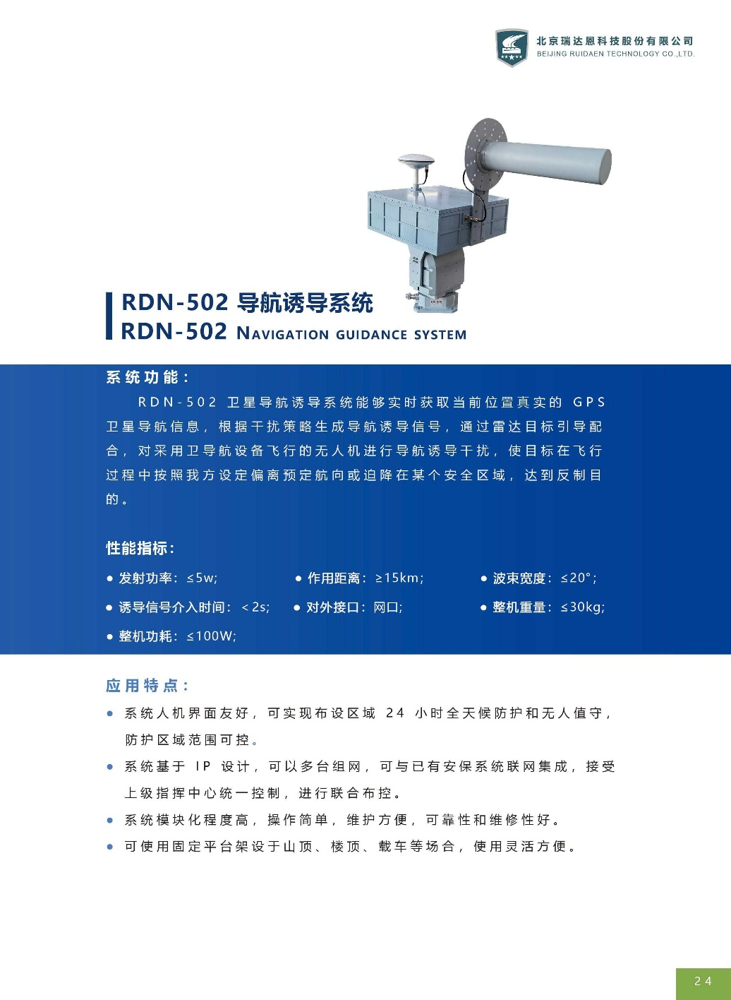 北京瑞达恩科技股份有限公司
BEIJING RUIDAEN TECHNOLOGY CO.,LTD.
RDN-502 导航诱导系统
RDN-502 NAVIGATION GUIDANCE SYSTEM
系统功能：
RDN-502 卫星导航诱导系统能够实时获取当前位置真实的 GPS
卫星导航信息，根据干扰策略生成导航诱导信号，通过雷达目标引导配
合，对采用卫导航设备飞行的无人机进行导航诱导干扰，使目标在飞行
过程中按照我方设定偏离预定航向或迫降在某个安全区域，达到反制目
的。
性能指标：
● 发射功率：≤5w; ● 作用距离：≥15km; ● 波束宽度：≤20°;
● 诱导信号介入时间：＜2s; ● 对外接口：网口; ● 整机重量：≤30kg;
● 整机功耗：≤100W;
应用特点：
● 系统人机界面友好，可实现布设区域 24 小时全天候防护和无人值守，
防护区域范围可控。
● 系统基于 IP 设计，可以多台组网，可与已有安保系统联网集成，接受
上级指挥中心统一控制，进行联合布控。
● 系统模块化程度高，操作简单，维护方便，可靠性和维修性好。
● 可使用固定平台架设于山顶、楼顶、载车等场合，使用灵活方便。
24